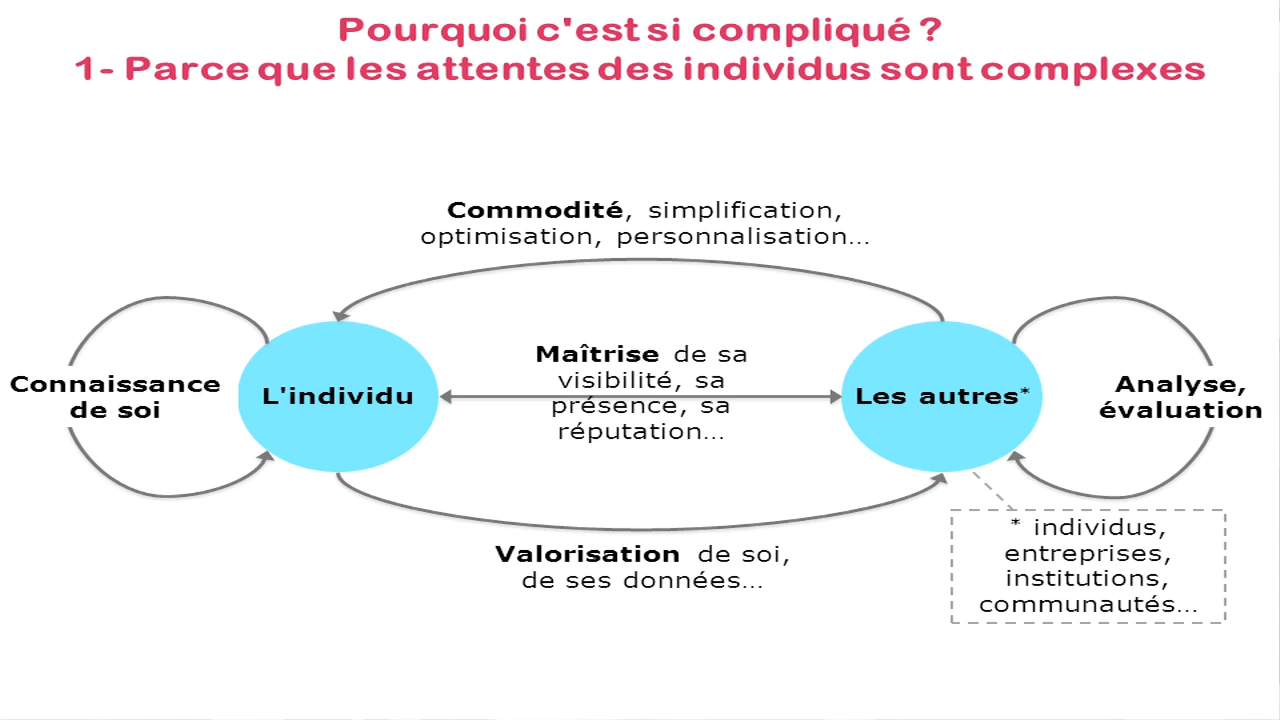 Pourquoi c'est si compliqué ?
1- Parce que les attentes des individus sont complexes
Commodité, simplification,
optimisation, personnalisation...
Connaissance
de soi
L'individu
Maîtrise de sa
visibilité, sa
présence, sa
réputation...
Les autres*
Analyse,
évaluation
Valorisation de soi,
de ses données...
* individus,
entreprises,
institutions,
communautés...